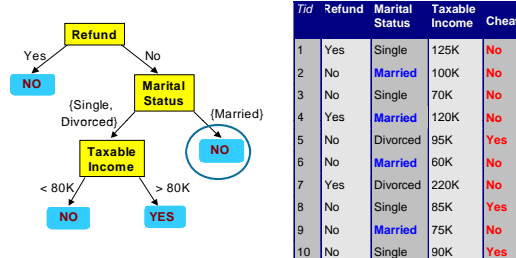 Refund
Yes
No
NO
Marital
Status
{Single,
Divorced}
{Married}
NO
Taxable
Income
< 80K
> 80K
NO
YES
Tid Refund Marital Status Taxable Income Cheat
1 Yes Single 125K No
2 No Married 100K No
3 No Single 70K No
4 Yes Married 120K No
5 No Divorced 95K Yes
6 No Married 60K No
7 Yes Divorced 220K No
8 No Single 85K Yes
9 No Married 75K No
10 No Single 90K Yes